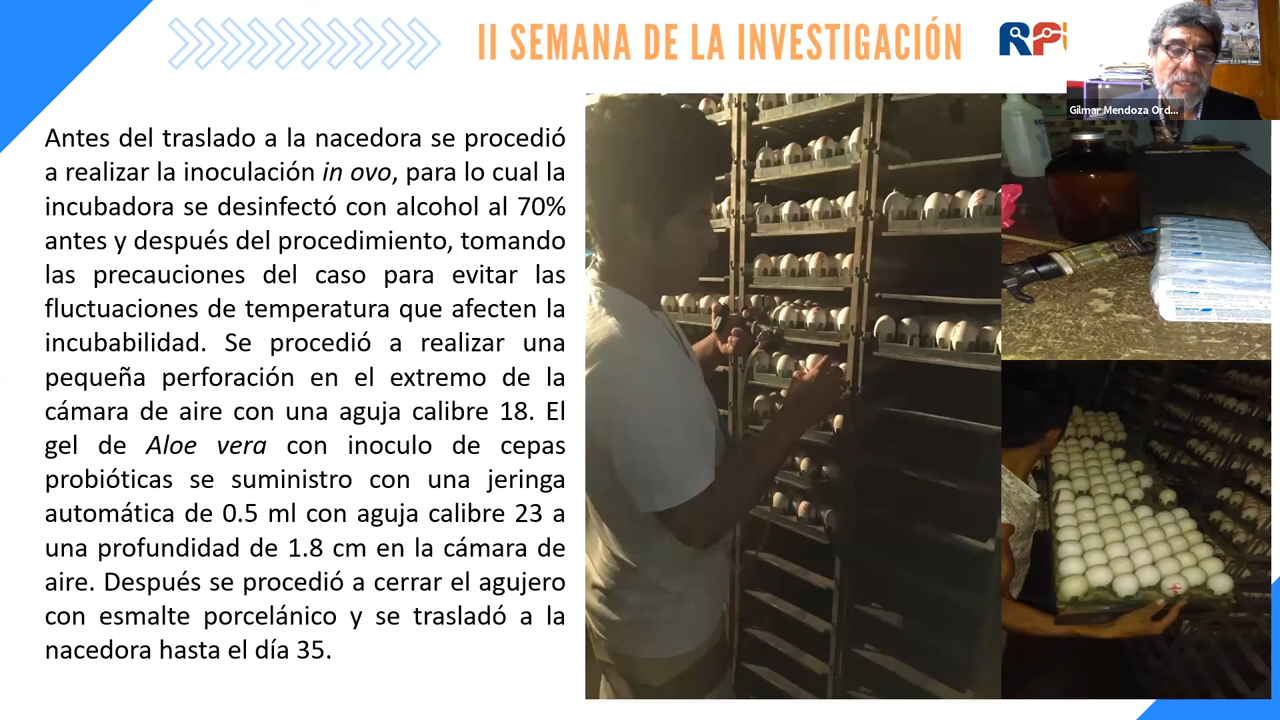 II SEMANA DE LA INVESTIGACIÓN
Gilmar Mendoza Ord...
Antes del traslado a la nacedora se procedió
a realizar la inoculación in ovo, para lo cual la
incubadora se desinfectó con alcohol al 70%
antes y después del procedimiento, tomando
las precauciones del caso para evitar las
fluctuaciones de temperatura que afecten la
incubabilidad. Se procedió a realizar una
pequeña perforación en el extremo de la
cámara de aire con una aguja calibre 18. El
gel de Aloe vera con inoculo de cepas
probióticas se suministro con una jeringa
automática de 0.5 ml con aguja calibre 23 a
una profundidad de 1.8 cm en la cámara de
aire. Después se procedió a cerrar el agujero
con esmalte porcelánico y se trasladó a la
nacedora hasta el día 35.